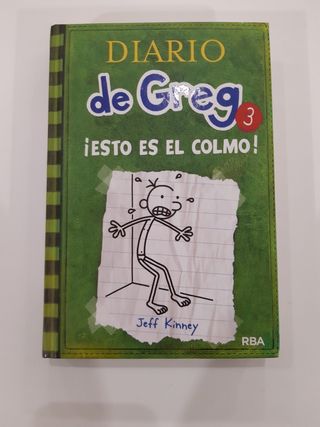 DIARIO
de Greg
3
¡ESTO ES EL COLMO!
Jeff Kinney
RBA